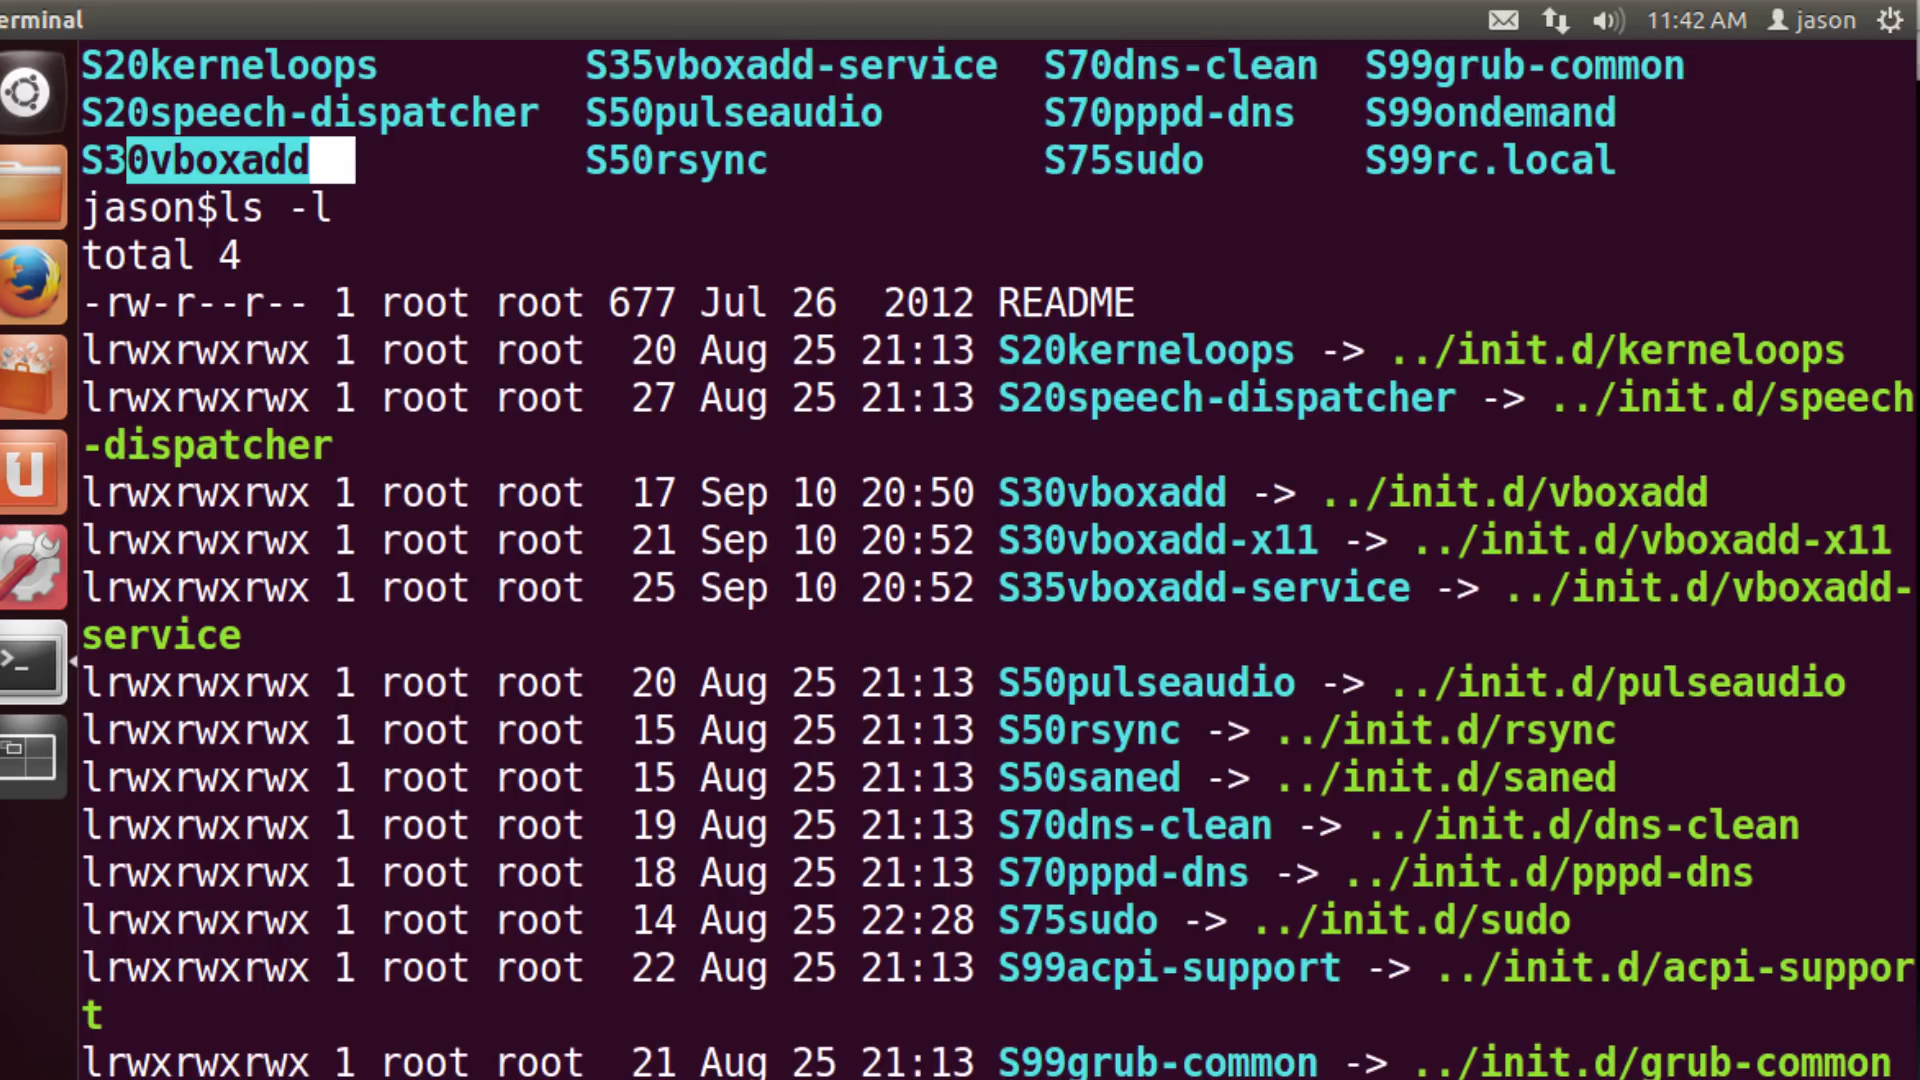 erminal 11:42 AM jason
S20kerneloops S35vboxadd-service S70dns-clean S99grub-common
S20speech-dispatcher S50pulseaudio S70pppd-dns S99ondemand
S30vboxadd S50rsync S75sudo S99rc.local
jason$ls -l
total 4
-rw-r--r-- 1 root root 677 Jul 26  2012 README
lrwxrwxrwx 1 root root  20 Aug 25 21:13 S20kerneloops -> ../init.d/kerneloops
lrwxrwxrwx 1 root root  27 Aug 25 21:13 S20speech-dispatcher -> ../init.d/speech
-dispatcher
lrwxrwxrwx 1 root root  17 Sep 10 20:50 S30vboxadd -> ../init.d/vboxadd
lrwxrwxrwx 1 root root  21 Sep 10 20:52 S30vboxadd-x11 -> ../init.d/vboxadd-x11
lrwxrwxrwx 1 root root  25 Sep 10 20:52 S35vboxadd-service -> ../init.d/vboxadd-
service
lrwxrwxrwx 1 root root  20 Aug 25 21:13 S50pulseaudio -> ../init.d/pulseaudio
lrwxrwxrwx 1 root root  15 Aug 25 21:13 S50rsync -> ../init.d/rsync
lrwxrwxrwx 1 root root  15 Aug 25 21:13 S50saned -> ../init.d/saned
lrwxrwxrwx 1 root root  19 Aug 25 21:13 S70dns-clean -> ../init.d/dns-clean
lrwxrwxrwx 1 root root  18 Aug 25 21:13 S70pppd-dns -> ../init.d/pppd-dns
lrwxrwxrwx 1 root root  14 Aug 25 22:28 S75sudo -> ../init.d/sudo
lrwxrwxrwx 1 root root  22 Aug 25 21:13 S99acpi-support -> ../init.d/acpi-suppor
t
lrwxrwxrwx 1 root root  21 Aug 25 21:13 S99grub-common -> ../init.d/grub-common